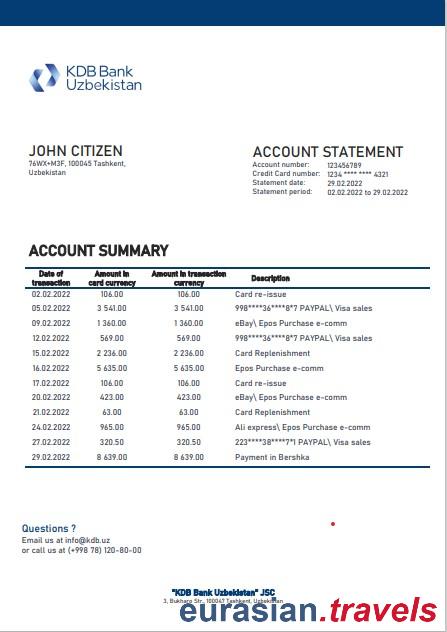 KDB Bank
Uzbekistan
JOHN CITIZEN
76WX+M3F, 100045 Tashkent,
Uzbekistan
ACCOUNT STATEMENT
Account number: 123456789
Credit Card number: 1234 **** **** 4321
Statement date: 29.02.2022
Statement period: 02.02.2022 to 29.02.2022
ACCOUNT SUMMARY
Date of transaction Amount in card currency Amount in transaction currency Description
02.02.2022 106.00 106.00 Card re-issue
05.02.2022 3 541.00 3 541.00 998****36****8*7 PAYPAL\ Visa sales
09.02.2022 1 360.00 1 360.00 eBay\ Epos Purchase e-comm
12.02.2022 569.00 569.00 998****36****8*7 PAYPAL\ Visa sales
15.02.2022 2 236.00 2 236.00 Card Replenishment
16.02.2022 5 635.00 5 635.00 Epos Purchase e-comm
17.02.2022 106.00 106.00 Card re-issue
20.02.2022 423.00 423.00 eBay\ Epos Purchase e-comm
21.02.2022 63.00 63.00 Card Replenishment
24.02.2022 965.00 965.00 Ali express\ Epos Purchase e-comm
27.02.2022 320.50 320.50 223****38****7*1 PAYPAL\ Visa sales
29.02.2022 8 639.00 8 639.00 Payment in Bershka
Questions ?
Email us at info@kdb.uz
or call us at (+998 78) 120-80-00
"KDB Bank Uzbekistan" JSC
3, Bukharo Str., 100047 Tashkent, Uzbekistan
eurasian.travels